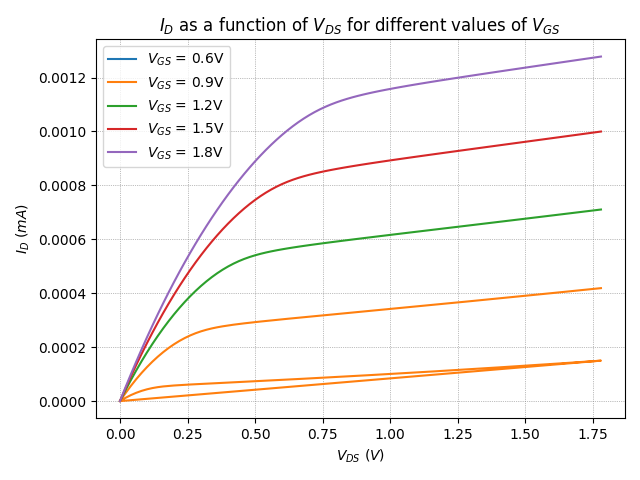 I_D as a function of V_DS for different values of V_GS
V_GS = 0.6V
V_GS = 0.9V
V_GS = 1.2V
V_GS = 1.5V
V_GS = 1.8V
0.0012
0.0010
0.0008
0.0006
0.0004
0.0002
0.0000
I_D (mA)
0.00 0.25 0.50 0.75 1.00 1.25 1.50 1.75
V_DS (V)